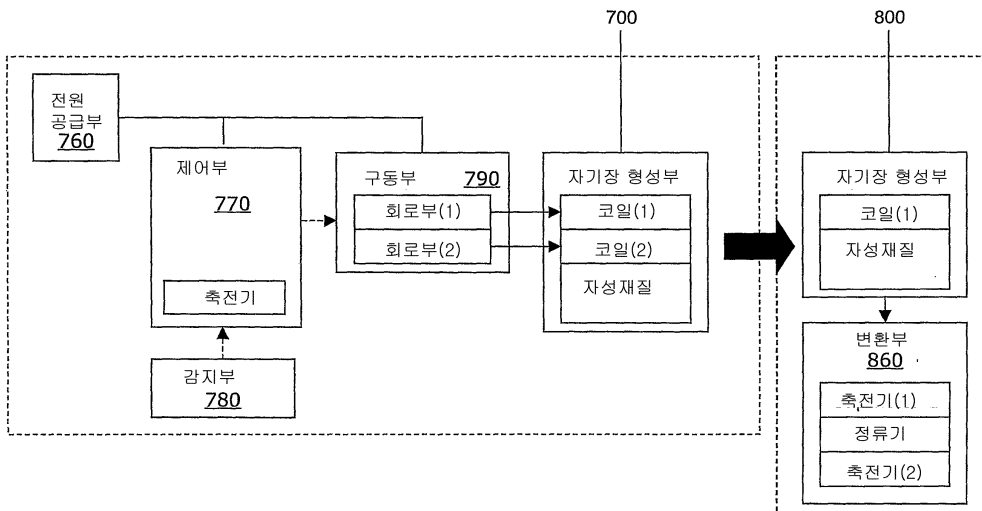 700
800
전원
공급부
760
제어부
770
축전기
감지부
780
구동부
790
회로부(1)
회로부(2)
자기장 형성부
코일(1)
코일(2)
자성재질
자기장 형성부
코일(1)
자성재질
변환부
860
축전기(1)
정류기
축전기(2)